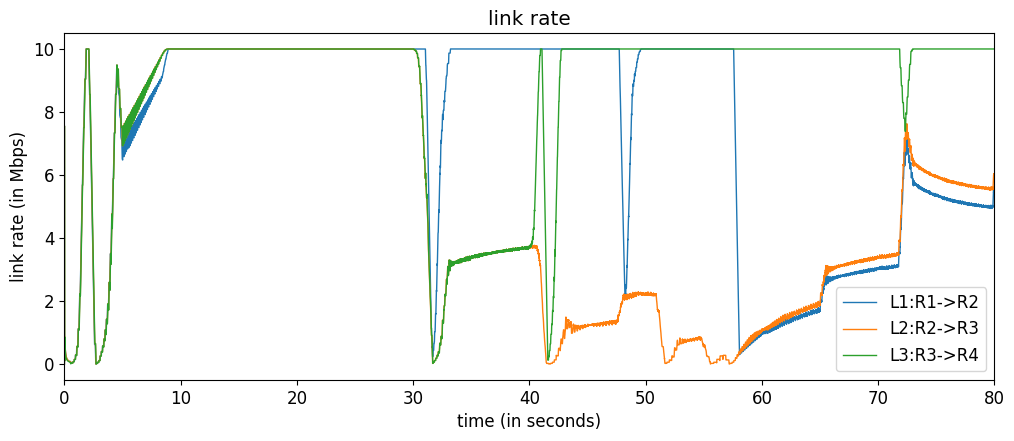 link rate
link rate (in Mbps)
10
8
6
4
2
0
0 10 20 30 40 50 60 70 80
time (in seconds)
L1:R1->R2
L2:R2->R3
L3:R3->R4